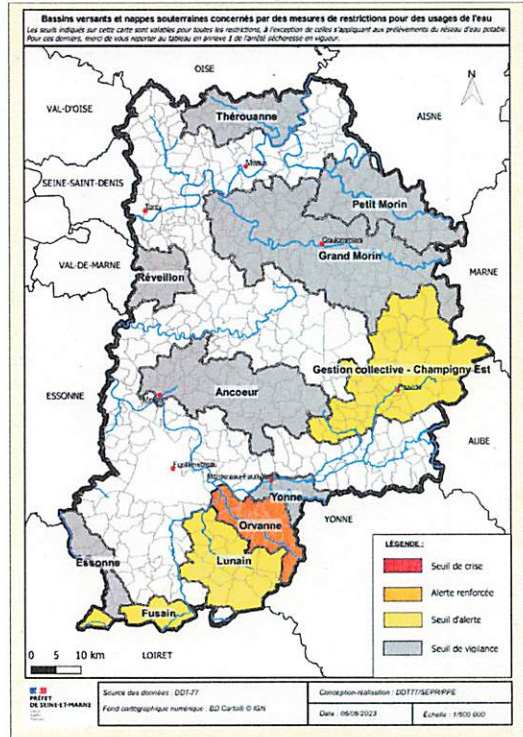 Bassins versants et nappes souterraines concernés par des mesures de restrictions pour des usages de l'eau
Les seuils indiqués sur cette carte sont valables pour toutes les restrictions, à l'exception de celles s'appliquant aux prélèvements du réseau d'eau potable.
Pour ces derniers, merci de vous reporter au tableau en annexe 1 de l'arrêté sécheresse en vigueur.
OISE
N
VAL-D'OISE
AISNE
Thérouanne
Meaux
SEINE-SAINT-DENIS
Petit Morin
Torcy
Coulommiers
Grand Morin
VAL-DE-MARNE
Réveillon
MARNE
Gestion collective - Champigny Est
ESSONNE
Ancoeur
Provins
Melun
AUBE
Fontainebleau
Yonne
YONNE
Orvanne
Essonne
Lunain
Fusain
LÉGENDE :
Seuil de crise
Alerte renforcée
Seuil d'alerte
Seuil de vigilance
0 5 10 km
LOIRET
PRÉFET
DE SEINE-ET-MARNE
Source des données : DDT-77
Fond cartographique numérique : BD Carto® © IGN
Conception-réalisation : DDT77/SEPR/PPE
Date : 06/06/2023
Échelle : 1/600 000